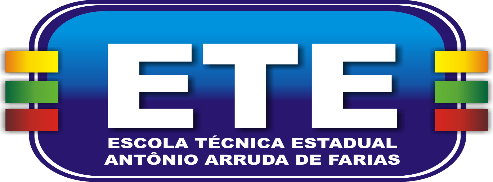 ETE
ESCOLA TÉCNICA ESTADUAL
ANTÔNIO ARRUDA DE FARIAS